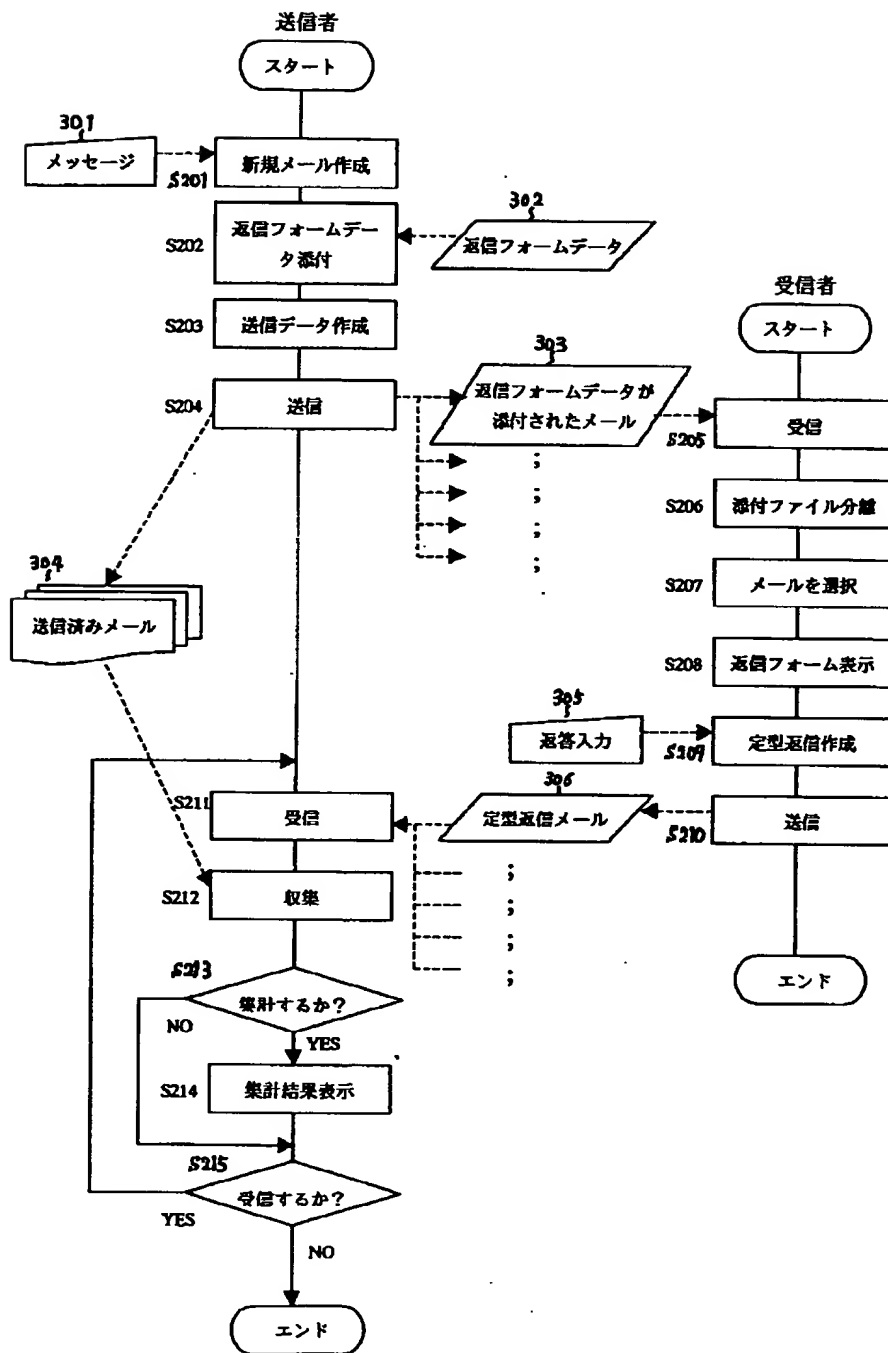 送信者
スタート
301
メッセージ
S201
新規メール作成
302
S202
返信フォームデー
タ添付
返信フォームデータ
受信者
スタート
S203
送信データ作成
303
S204
送信
返信フォームデータが
添付されたメール
S205
受信
;
;
;
;
S206
添付ファイル分離
304
送信済みメール
S207
メールを選択
S208
返信フォーム表示
305
返答入力
S209
定型返信作成
306
S211
受信
定型返信メール
S210
送信
S212
収集
;
;
;
;
S213
集計するか?
エンド
NO
YES
S214
集計結果表示
S215
受信するか?
YES
NO
エンド